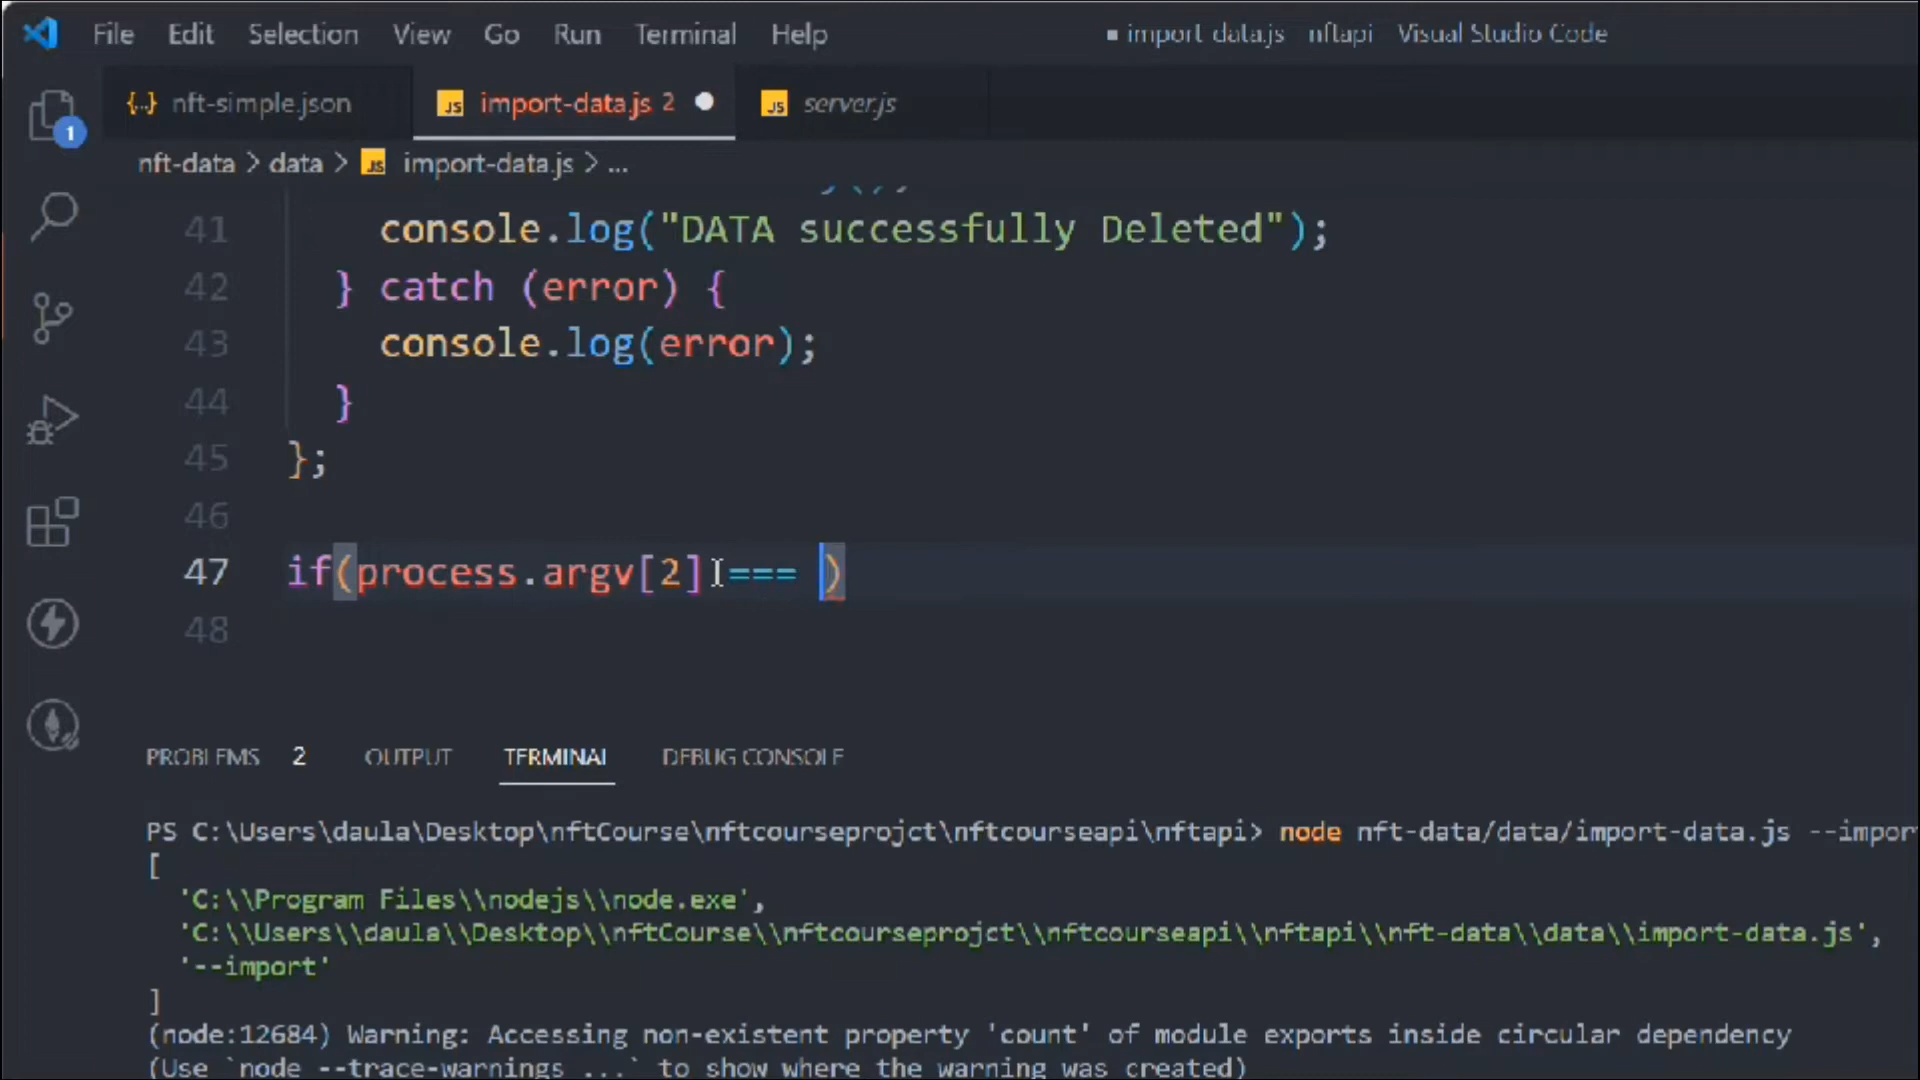 File Edit Selection View Go Run Terminal Help import-data.js nftapi Visual Studio Code
{..} nft-simple.json JS import-data.js 2 JS server.js
nft-data > data > JS import-data.js > ...
1
41 console.log("DATA successfully Deleted");
42 } catch (error) {
43 console.log(error);
44 }
45 };
46
47 if(process.argv[2]=== )
48
PROBLEMS 2 OUTPUT TERMINAL DEBUG CONSOLE
PS C:\Users\daula\Desktop\nftCourse\nftcourseprojct\nftcourseapi\nftapi> node nft-data/data/import-data.js --impor
[
'C:\\Program Files\\nodejs\\node.exe',
'C:\\Users\\daula\\Desktop\\nftCourse\\nftcourseprojct\\nftcourseapi\\nftapi\\nft-data\\data\\import-data.js',
'--import'
]
(node:12684) Warning: Accessing non-existent property 'count' of module exports inside circular dependency
(Use `node --trace-warnings ...` to show where the warning was created)